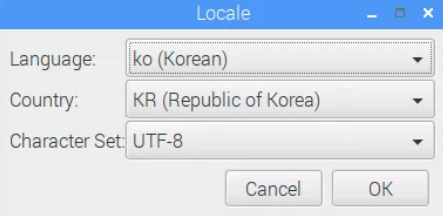 Locale
Language: ko (Korean)
Country: KR (Republic of Korea)
Character Set: UTF-8
Cancel OK